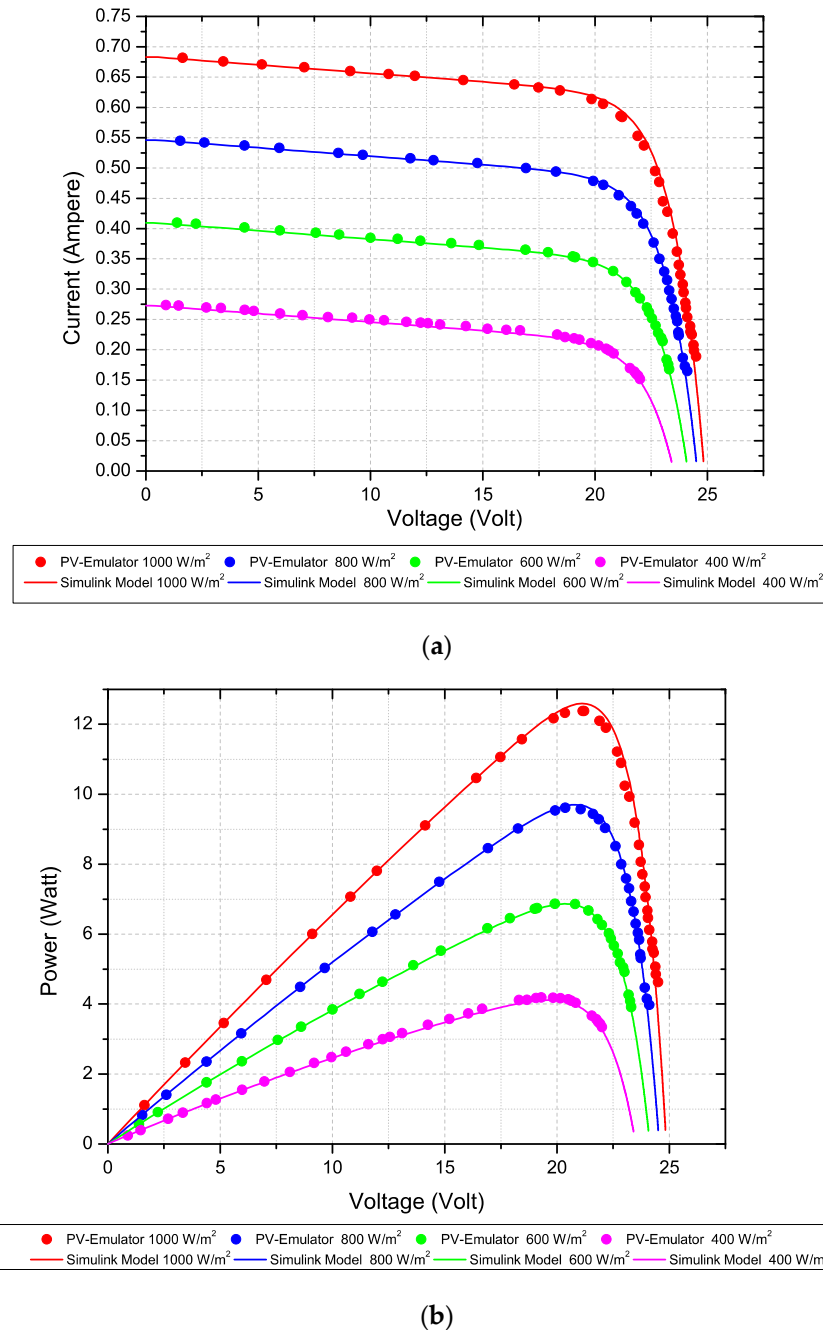 0.75
0.70
0.65
0.60
0.55
0.50
0.45
0.40
0.35
0.30
0.25
0.20
0.15
0.10
0.05
0.00
Current (Ampere)
0 5 10 15 20 25
Voltage (Volt)
PV-Emulator 1000 W/m² PV-Emulator 800 W/m² PV-Emulator 600 W/m² PV-Emulator 400 W/m²
Simulink Model 1000 W/m² Simulink Model 800 W/m² Simulink Model 600 W/m² Simulink Model 400 W/m²
(a)
12
10
8
6
4
2
0
Power (Watt)
0 5 10 15 20 25
Voltage (Volt)
PV-Emulator 1000 W/m² PV-Emulator 800 W/m² PV-Emulator 600 W/m² PV-Emulator 400 W/m²
Simulink Model 1000 W/m² Simulink Model 800 W/m² Simulink Model 600 W/m² Simulink Model 400 W/m
(b)